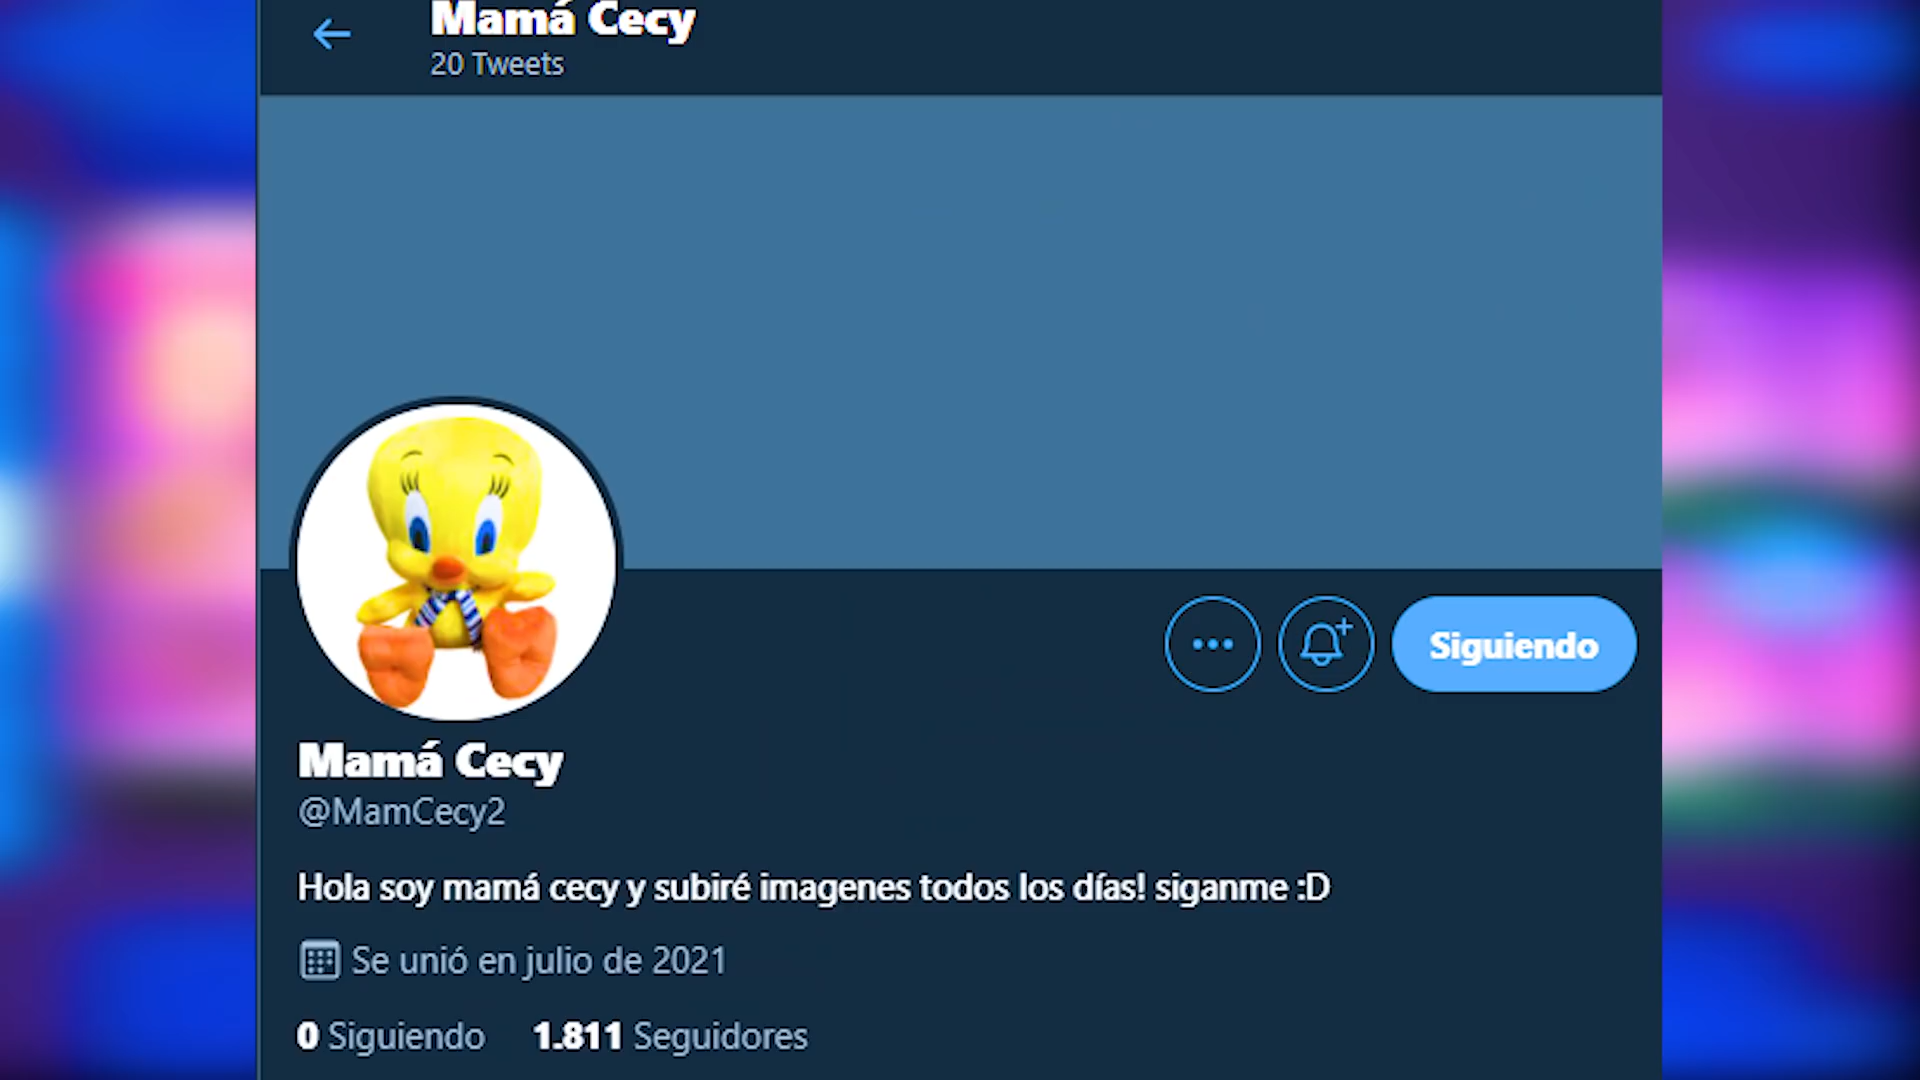 Mamá Cecy
20 Tweets
Siguiendo
Mamá Cecy
@MamCecy2
Hola soy mamá cecy y subiré imagenes todos los días! siganme :D
Se unió en julio de 2021
0 Siguiendo 1.811 Seguidores